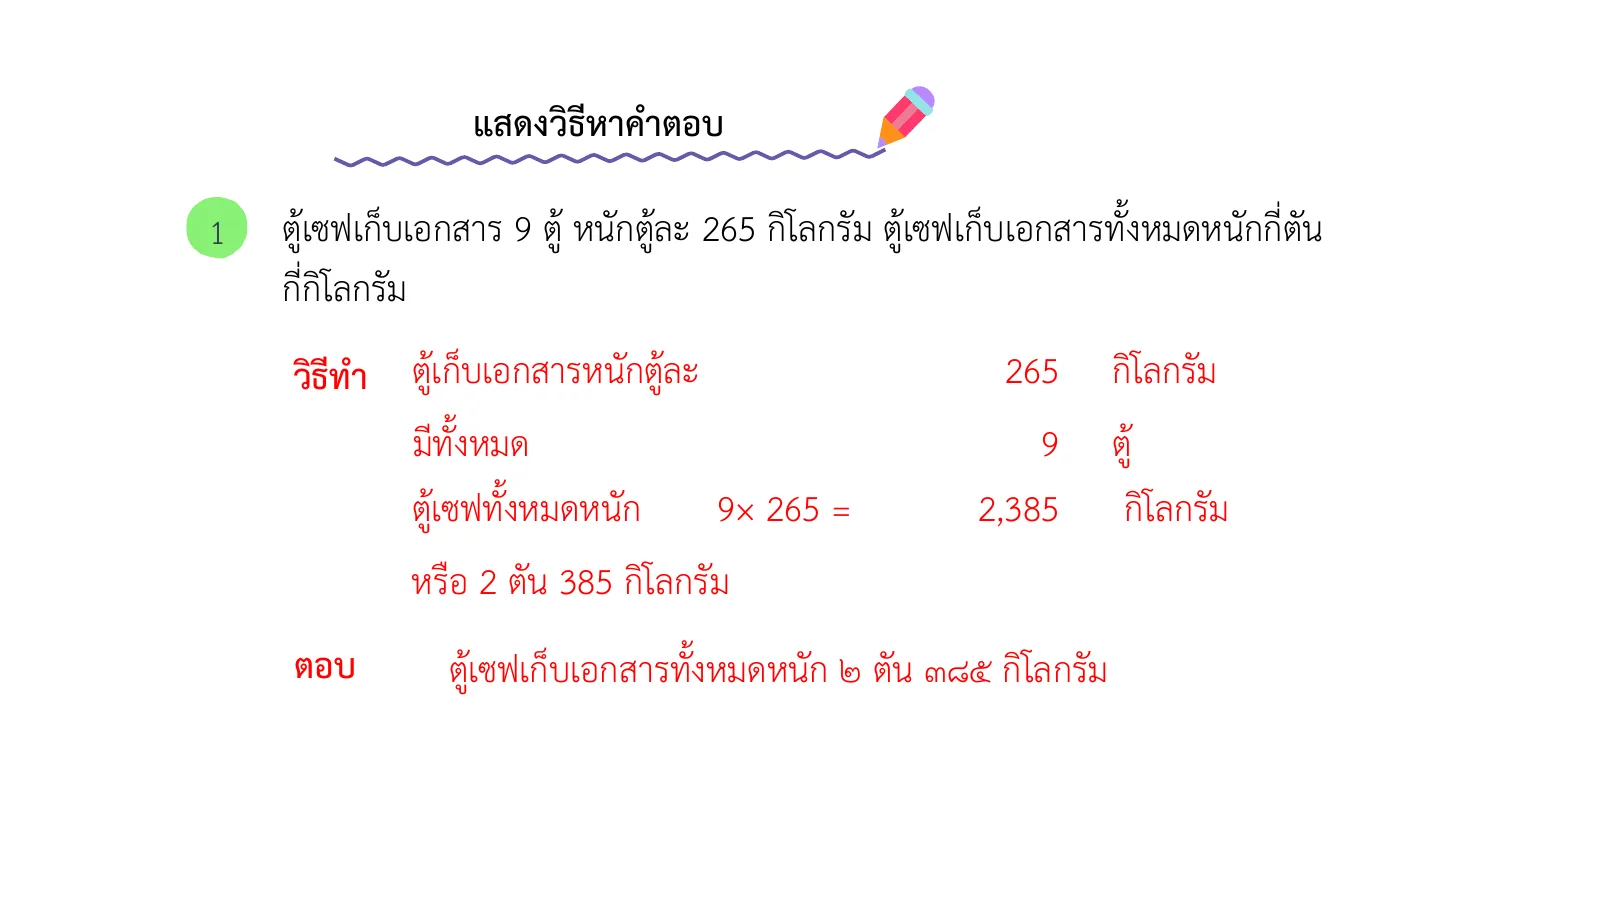 แสดงวิธีหาคำตอบ
1 ตู้เซฟเก็บเอกสาร 9 ตู้ หนักตู้ละ 265 กิโลกรัม ตู้เซฟเก็บเอกสารทั้งหมดหนักกี่ตัน
กี่กิโลกรัม
วิธีทำ ตู้เก็บเอกสารหนักตู้ละ 265 กิโลกรัม
มีทั้งหมด 9 ตู้
ตู้เซฟทั้งหมดหนัก 9× 265 = 2,385 กิโลกรัม
หรือ 2 ตัน 385 กิโลกรัม
ตอบ ตู้เซฟเก็บเอกสารทั้งหมดหนัก ๒ ตัน ๓๘๕ กิโลกรัม